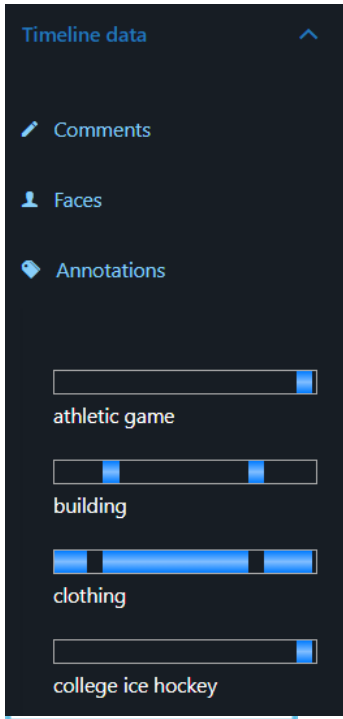 Timeline data
Comments
Faces
Annotations
athletic game
building
clothing
college ice hockey